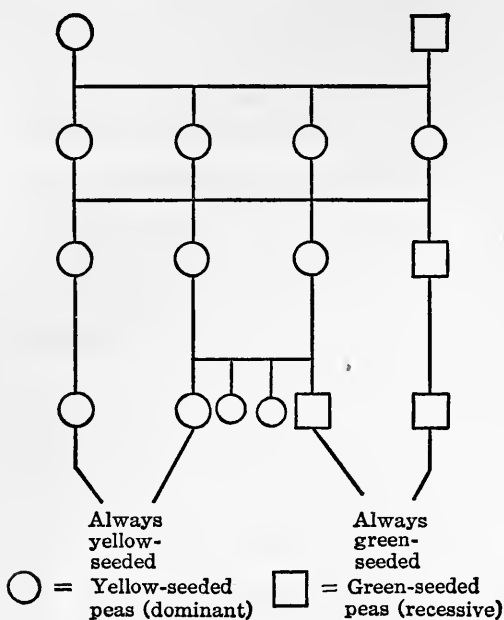 Always
yellow-
seeded
Always
green-
seeded
= Yellow-seeded
peas (dominant)
= Green-seeded
peas (recessive)